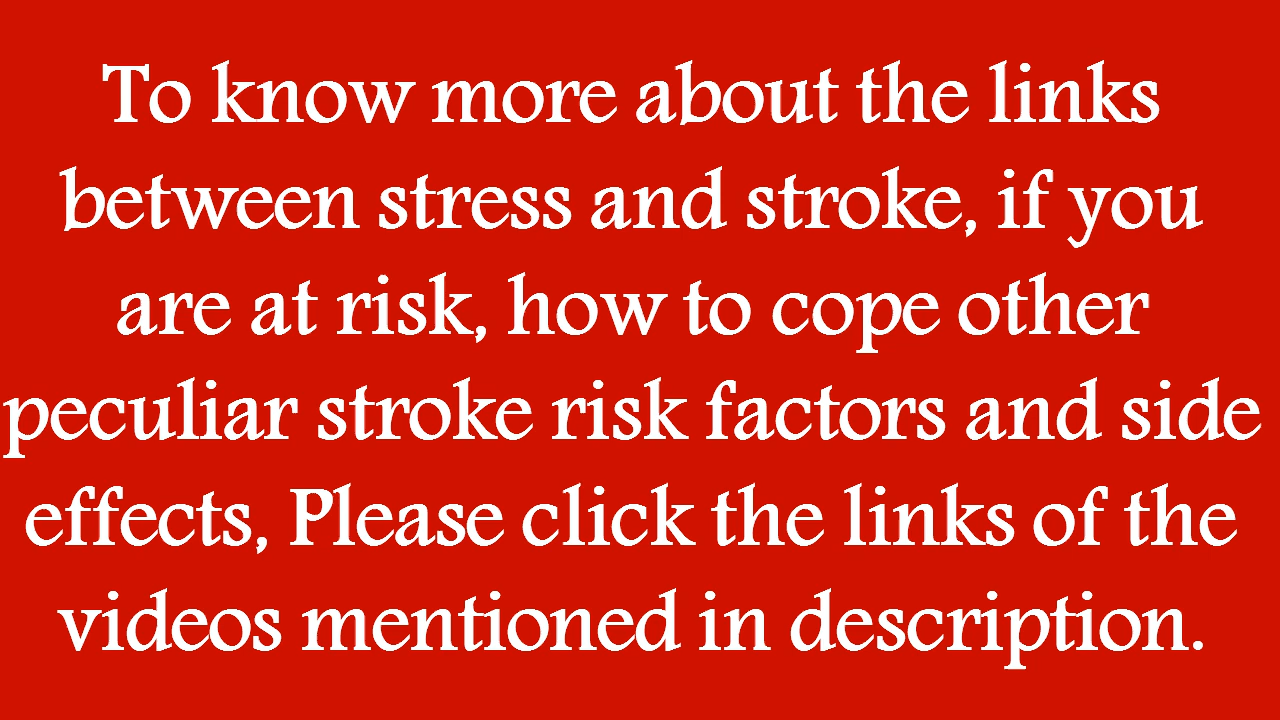 To know more about the links
between stress and stroke, if you
are at risk, how to cope other
peculiar stroke risk factors and side
effects, Please click the links of the
videos mentioned in description.